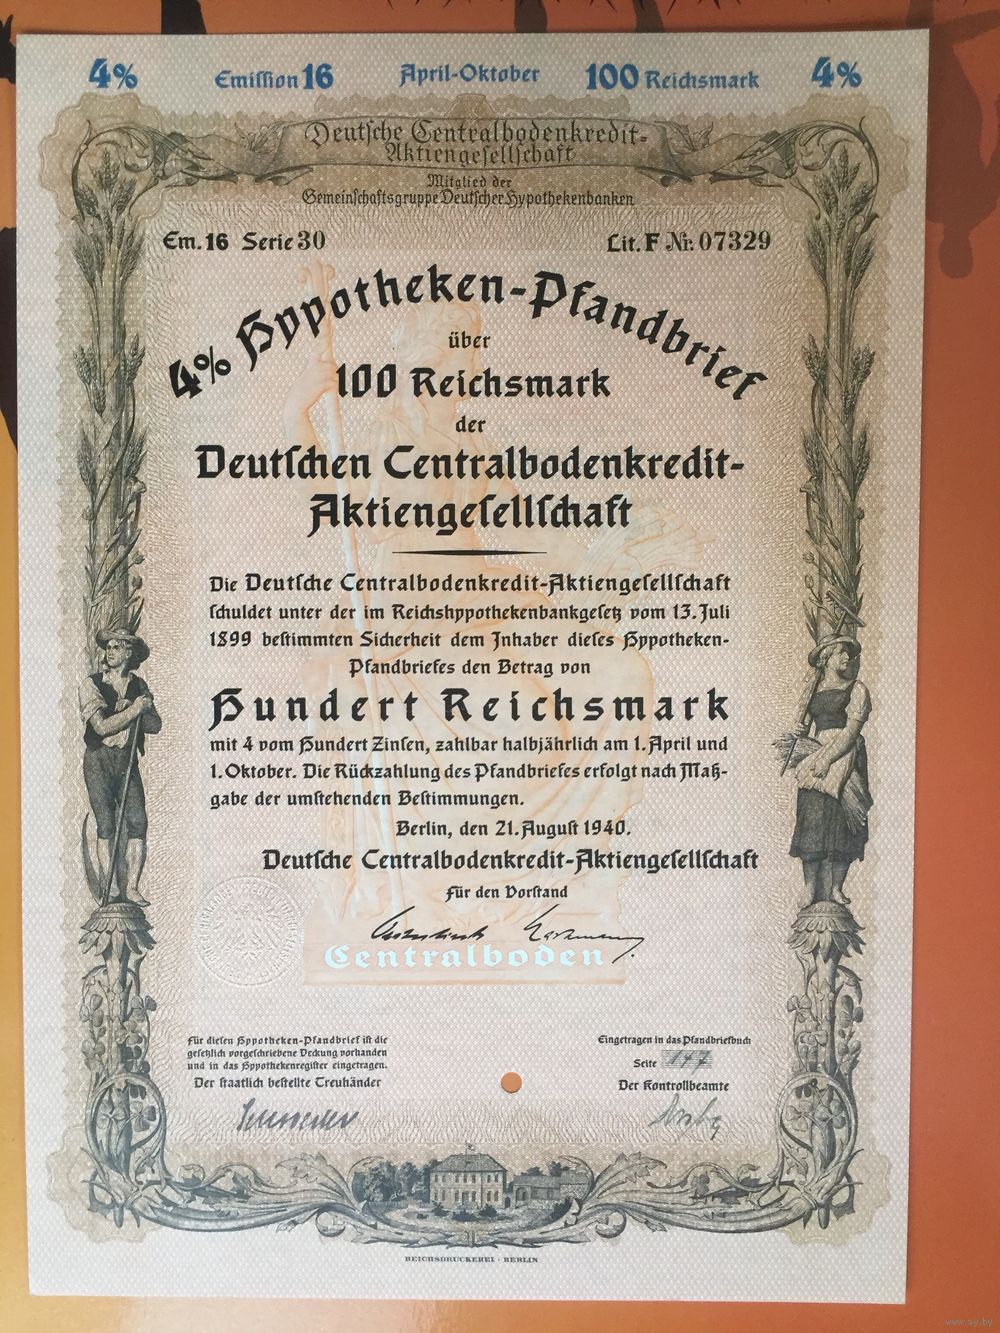 4% Emission 16 April-Oktober 100 Reichsmark 4%
Deutsche Centralbodenkredit-
Aktiengesellschaft
Mitglied der
Gemeinschaftsgruppe Deutscher Hypothekenbanken
Em. 16 Serie 30 Lit. F Nr. 07329
4% Hypotheken-Pfandbrief
über
100 Reichsmark
der
Deutschen Centralbodenkredit-
Aktiengesellschaft
Die Deutsche Centralbodenkredit-Aktiengesellschaft
schuldet unter der im Reichshypothekenbankgesetz vom 13. Juli
1899 bestimmten Sicherheit dem Inhaber dieses Hypotheken-
Pfandbriefes den Betrag von
Hundert Reichsmark
mit 4 vom Hundert Zinsen, zahlbar halbjährlich am 1. April und
1. Oktober. Die Rückzahlung des Pfandbriefes erfolgt nach Maß-
gabe der umstehenden Bestimmungen.
Berlin, den 21. August 1940.
Deutsche Centralbodenkredit-Aktiengesellschaft
Für den Vorstand
Centralboden
Für diesen Hypotheken-Pfandbrief ist die
gesetzlich vorgeschriebene Deckung vorhanden
und in das Hypothekenregister eingetragen.
Der staatlich bestellte Treuhänder
Eingetragen in das Pfandbriefbuch
Seite 147
Der Kontrollbeamte
REICHSDRUCKEREI · BERLIN
www.ay.by